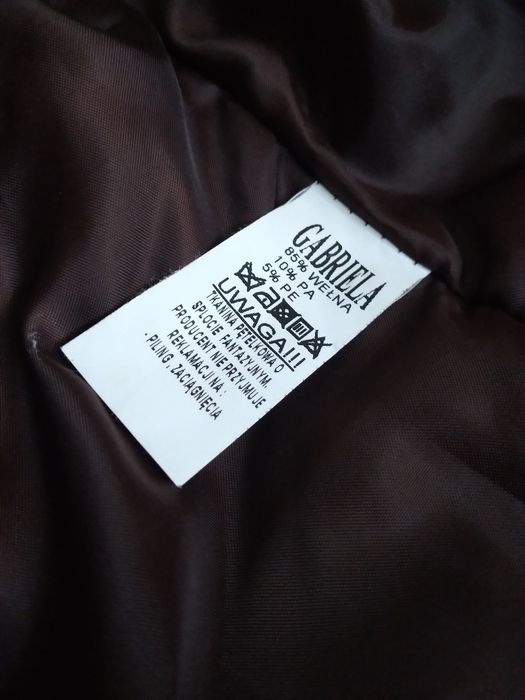 GABRIELA
85% WEŁNA
10% PA
5% PE
UWAGA!!!
TKANINA PĘTELKOWA O
SPLOCIE FANTAZYJNYM.
PRODUCENT NIE PRZYJMUJE
REKLAMACJI NA:
. PILING, ZACIĄGNIĘCIA